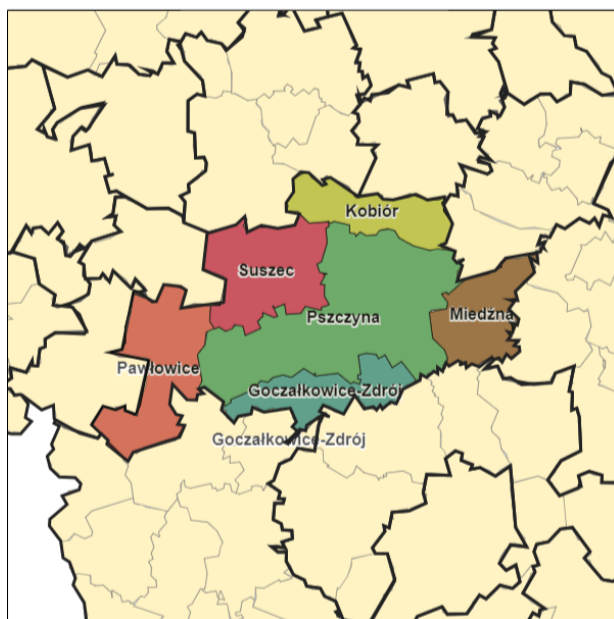 Kobiór
Suszec
Pszczyna
Miedźna
Pawłowice
Goczałkowice-Zdrój
Goczałkowice-Zdrój